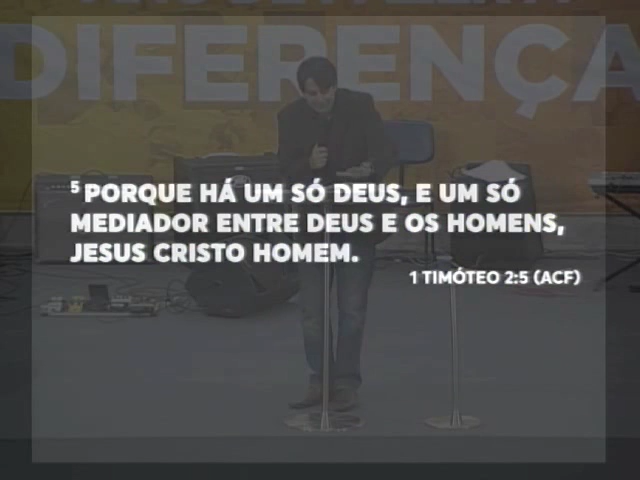 DIFERENÇA
⁵ PORQUE HÁ UM SÓ DEUS, E UM SÓ
MEDIADOR ENTRE DEUS E OS HOMENS,
JESUS CRISTO HOMEM.
1 TIMÓTEO 2:5 (ACF)